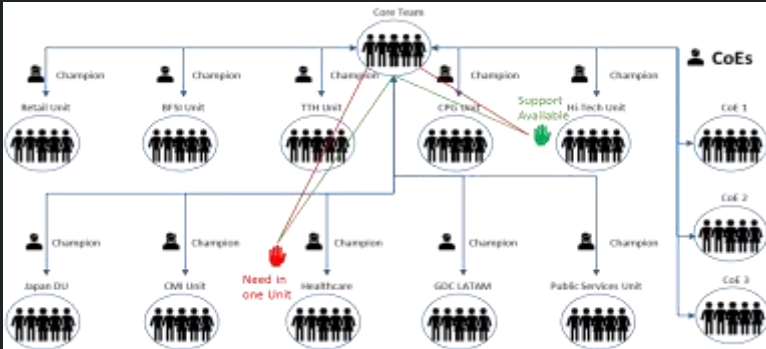 Core Team
Champion
Champion
Champion
Champion
Champion
CoEs
Retail Unit
BFSI Unit
TTH Unit
CPG Unit
Support
Available
Hi-Tech Unit
CoE 1
CoE 2
Champion
Champion
Champion
Champion
Champion
Need in
one Unit
Japan DU
CMI Unit
Healthcare
GDC LATAM
Public Services Unit
CoE 3